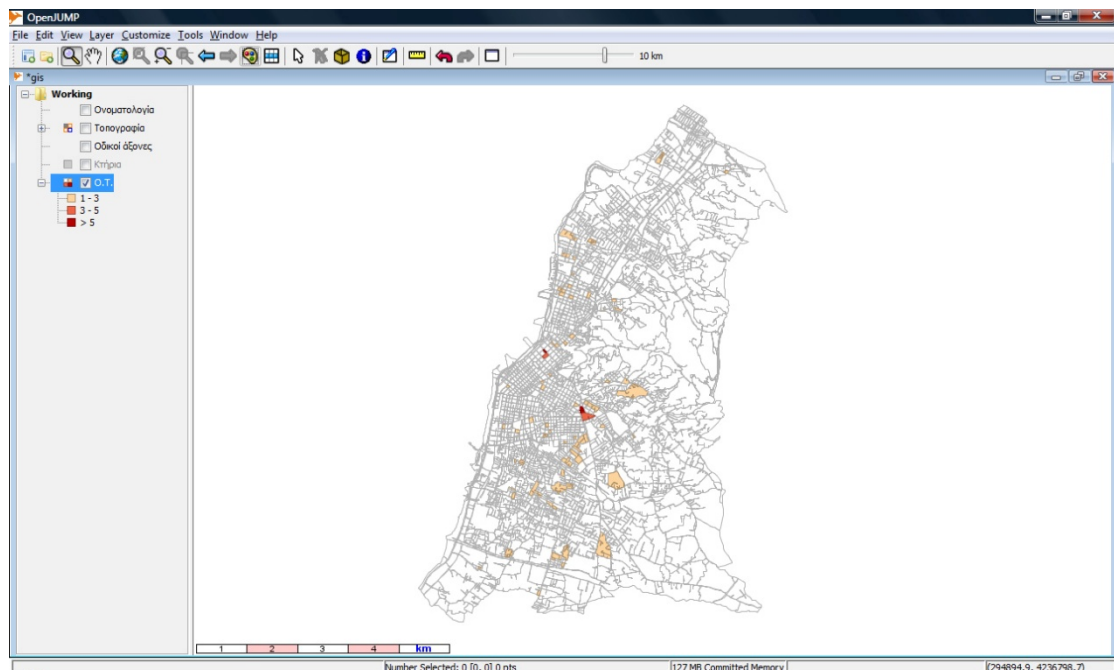 OpenJUMP
File Edit View Layer Customize Tools Window Help
10 km
*gis
Working
Ονοματολογία
Τοπογραφία
Οδικοί άξονες
Κτήρια
Ο.Τ.
1 - 3
3 - 5
> 5
1 2 3 4 km
Number Selected: 0 [0, 0] 0 pts 127 MB Committed Memory (294894.9, 4236798.7)